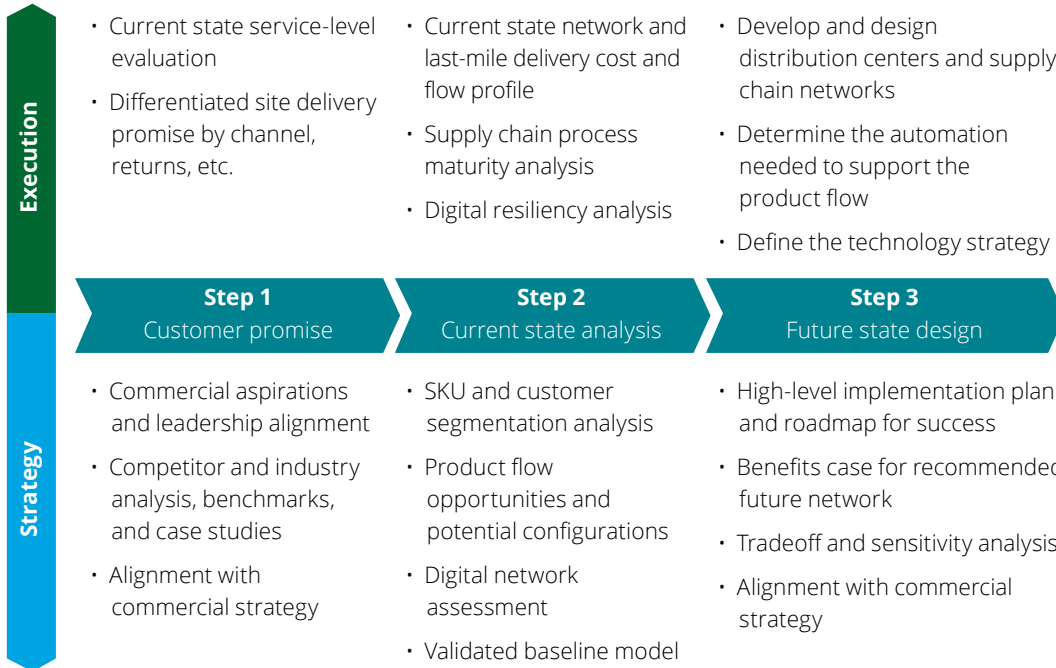 Execution
• Current state service-level
evaluation
• Differentiated site delivery
promise by channel,
returns, etc.
• Current state network and
last-mile delivery cost and
flow profile
• Supply chain process
maturity analysis
• Digital resiliency analysis
• Develop and design
distribution centers and supply
chain networks
• Determine the automation
needed to support the
product flow
• Define the technology strategy
Step 1
Customer promise
Step 2
Current state analysis
Step 3
Future state design
Strategy
• Commercial aspirations
and leadership alignment
• Competitor and industry
analysis, benchmarks,
and case studies
• Alignment with
commercial strategy
• SKU and customer
segmentation analysis
• Product flow
opportunities and
potential configurations
• Digital network
assessment
• Validated baseline model
• High-level implementation plan
and roadmap for success
• Benefits case for recommended
future network
• Tradeoff and sensitivity analysis
• Alignment with commercial
strategy